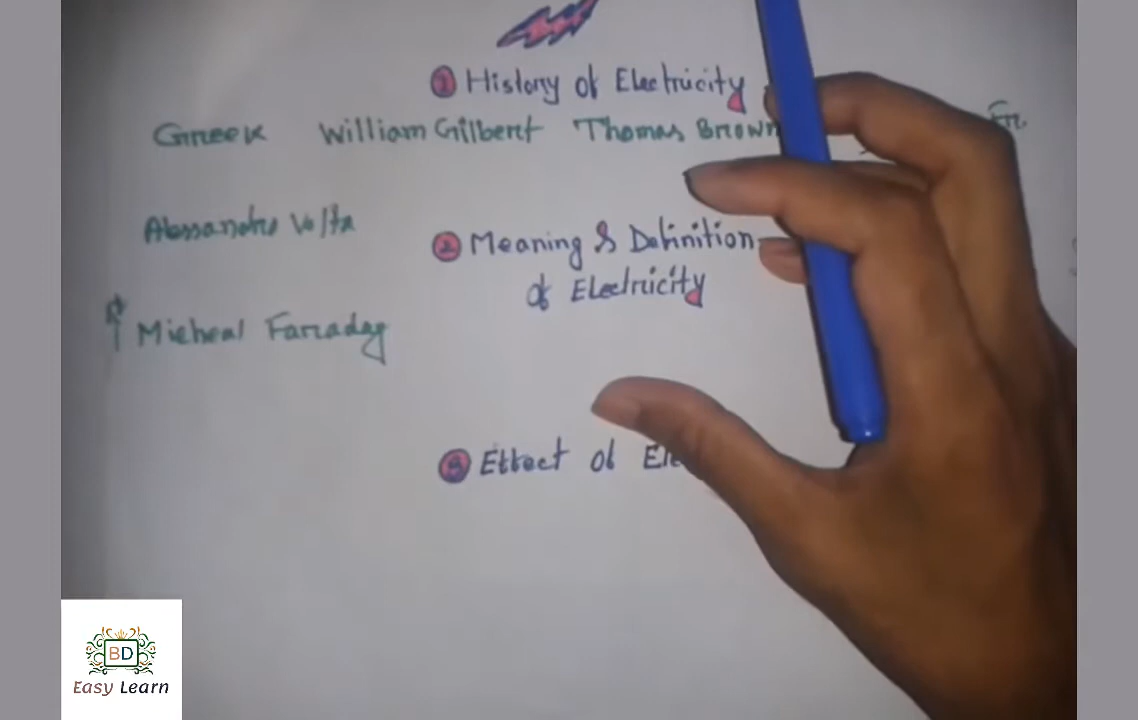 ① History of Electricity
Greek William Gilbert Thomas Brown
Alessandro Volta
② Meaning & Definition
of Electricity
Micheal Farraday
③ Effect of
BD
Easy Learn